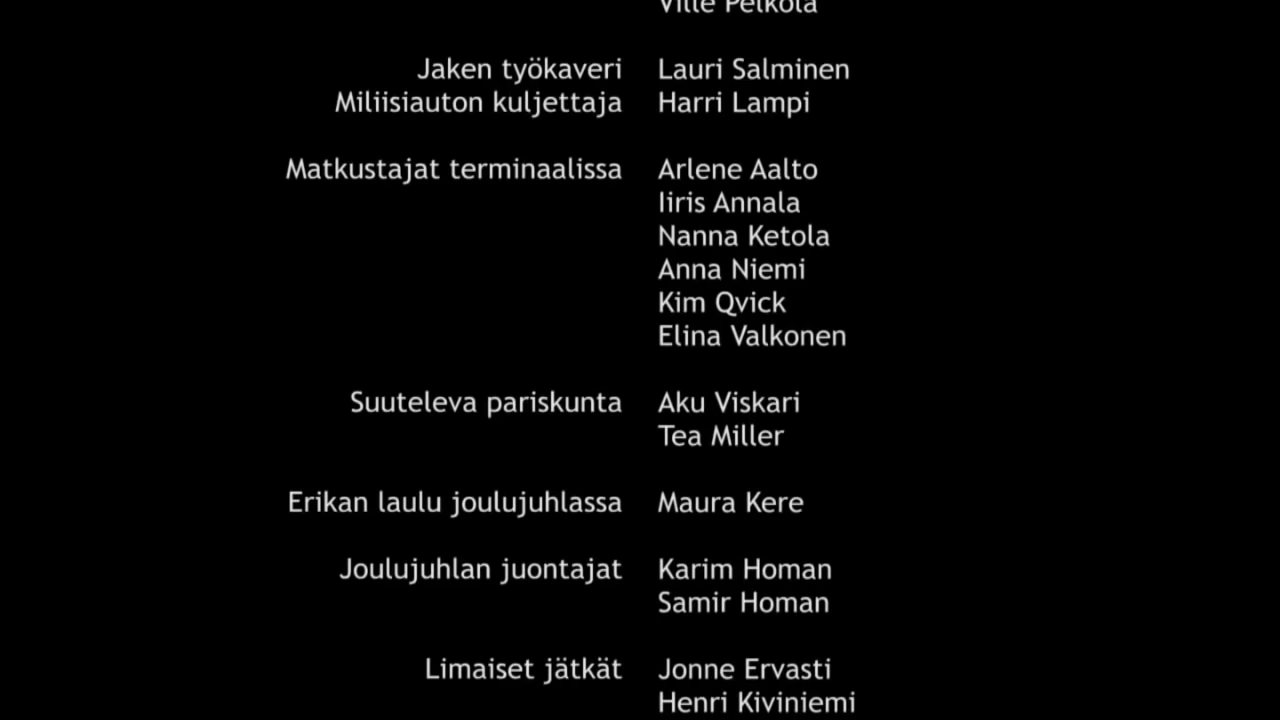 Ville Pelkola
Jaken työkaveri Lauri Salminen
Miliisiauton kuljettaja Harri Lampi
Matkustajat terminaalissa Arlene Aalto
Iiris Annala
Nanna Ketola
Anna Niemi
Kim Qvick
Elina Valkonen
Suuteleva pariskunta Aku Viskari
Tea Miller
Erikan laulu joulujuhlassa Maura Kere
Joulujuhlan juontajat Karim Homan
Samir Homan
Limaiset jätkät Jonne Ervasti
Henri Kiviniemi